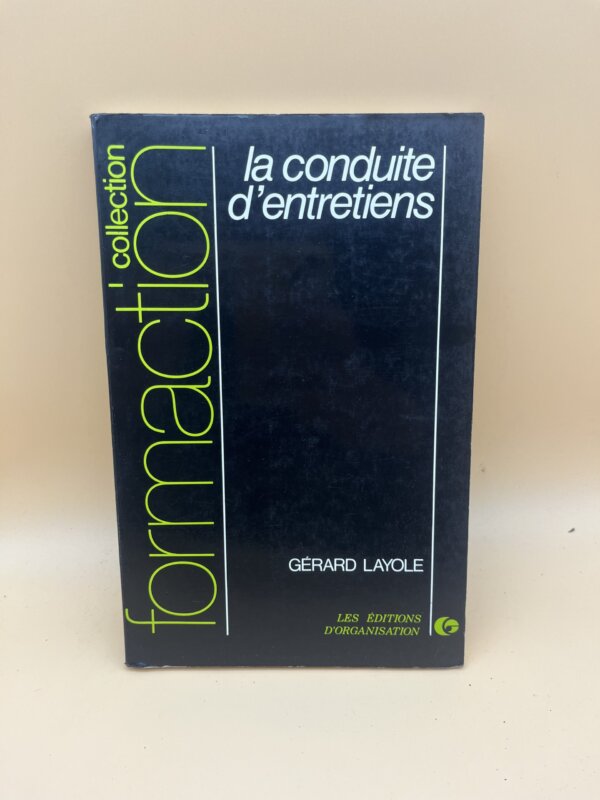 collection
formaction
la conduite
d'entretiens
GÉRARD LAYOLE
LES ÉDITIONS
D'ORGANISATION